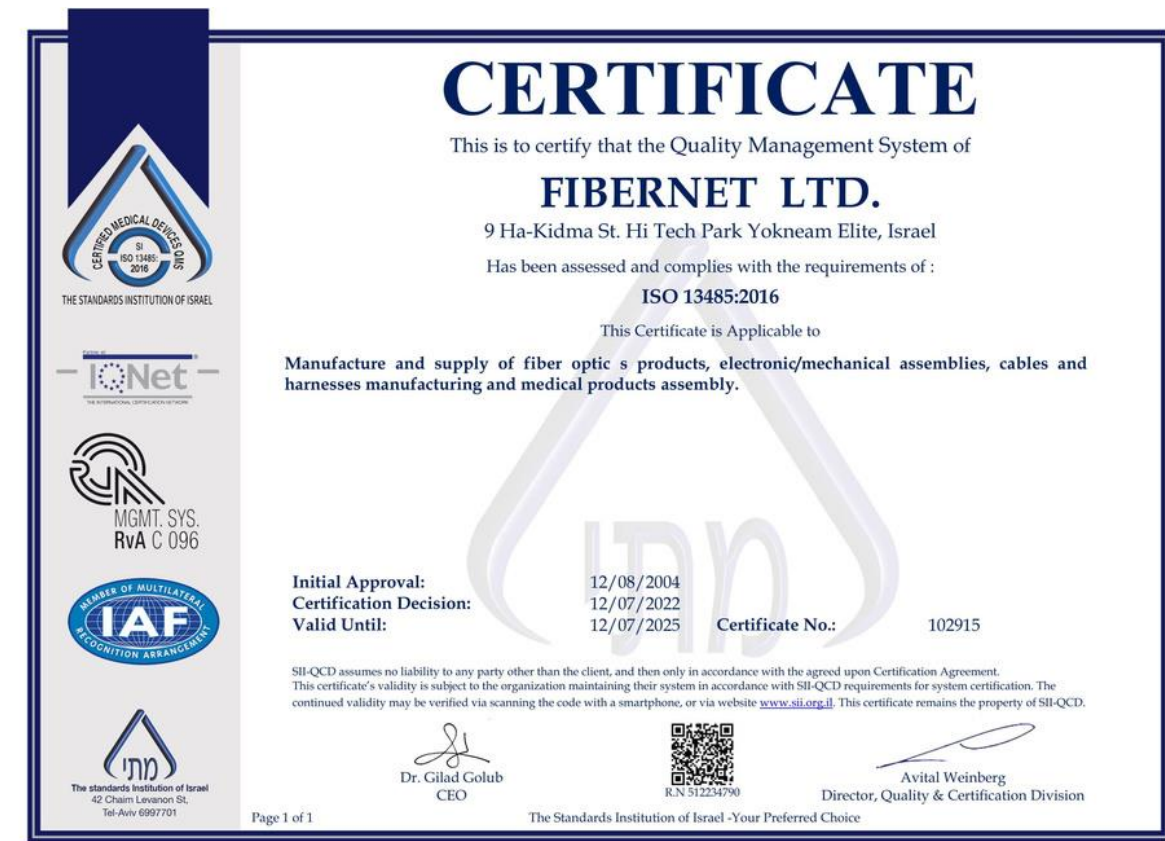 CERTIFICATE
This is to certify that the Quality Management System of
FIBERNET LTD.
9 Ha-Kidma St. Hi Tech Park Yokneam Elite, Israel
Has been assessed and complies with the requirements of :
ISO 13485:2016
This Certificate is Applicable to
Manufacture and supply of fiber optic s products, electronic/mechanical assemblies, cables and
harnesses manufacturing and medical products assembly.
מתי
Initial Approval: 12/08/2004
Certification Decision: 12/07/2022
Valid Until: 12/07/2025 Certificate No.: 102915
SII-QCD assumes no liability to any party other than the client, and then only in accordance with the agreed upon Certification Agreement.
This certificate's validity is subject to the organization maintaining their system in accordance with SII-QCD requirements for system certification. The
continued validity may be verified via scanning the code with a smartphone, or via website www.sii.org.il. This certificate remains the property of SII-QCD.
Dr. Gilad Golub
CEO
R.N 512234790
Avital Weinberg
Director, Quality & Certification Division
Page 1 of 1
The Standards Institution of Israel -Your Preferred Choice
CERTIFIED MEDICAL DEVICES QMS
SI
ISO 13485:
2016
THE STANDARDS INSTITUTION OF ISRAEL
Partner of
IQNet
THE INTERNATIONAL CERTIFICATION NETWORK
MGMT. SYS.
RvA C 096
MEMBER OF MULTILATERAL
IAF
RECOGNITION ARRANGEMENT
מתי
The standards Institution of Israel
42 Chaim Levanon St,
Tel-Aviv 6997701